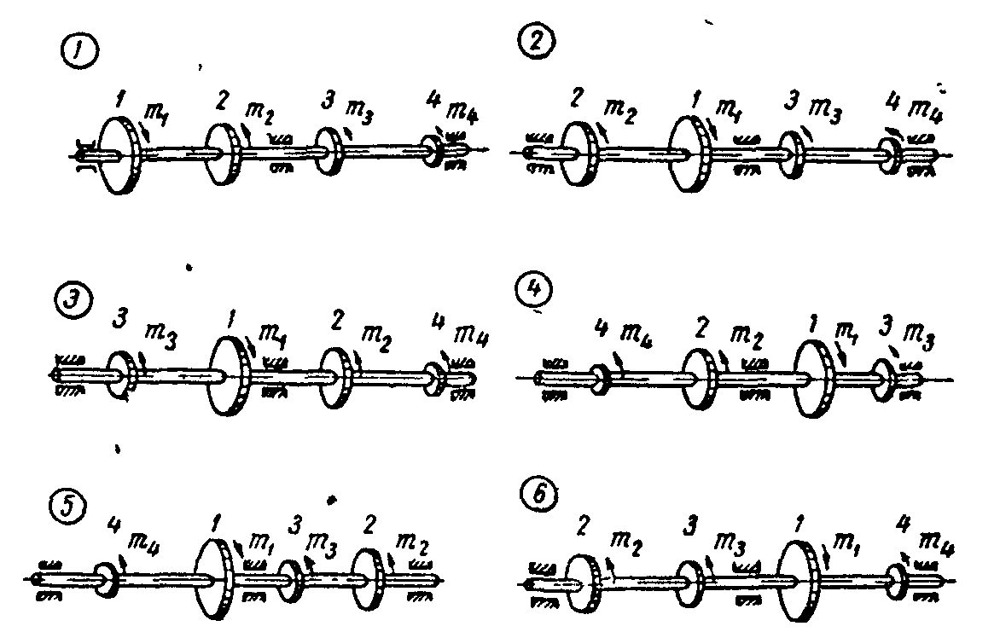 1 2
1 m1 2 m2 3 m3 4 m4
2 m2 1 m1 3 m3 4 m4
3 4
3 m3 1 m1 2 m2 4 m4
4 m4 2 m2 1 m1 3 m3
5 6
4 m4 1 m1 3 m3 2 m2
2 m2 3 m3 1 m1 4 m4